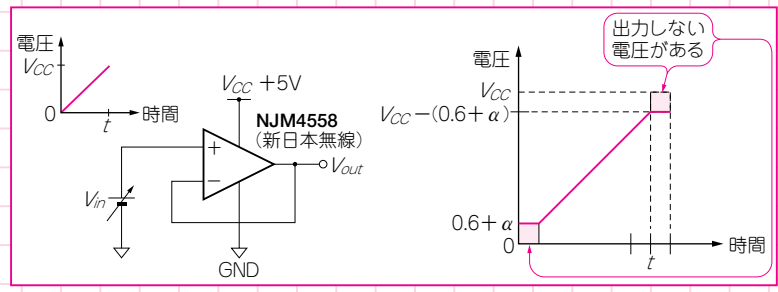 電圧
VCC
0
t
時間
VCC +5V
NJM4558
(新日本無線)
+
−
Vout
Vin
GND
出力しない
電圧がある
電圧
VCC
VCC−(0.6+α)
0.6+α
0
t
時間